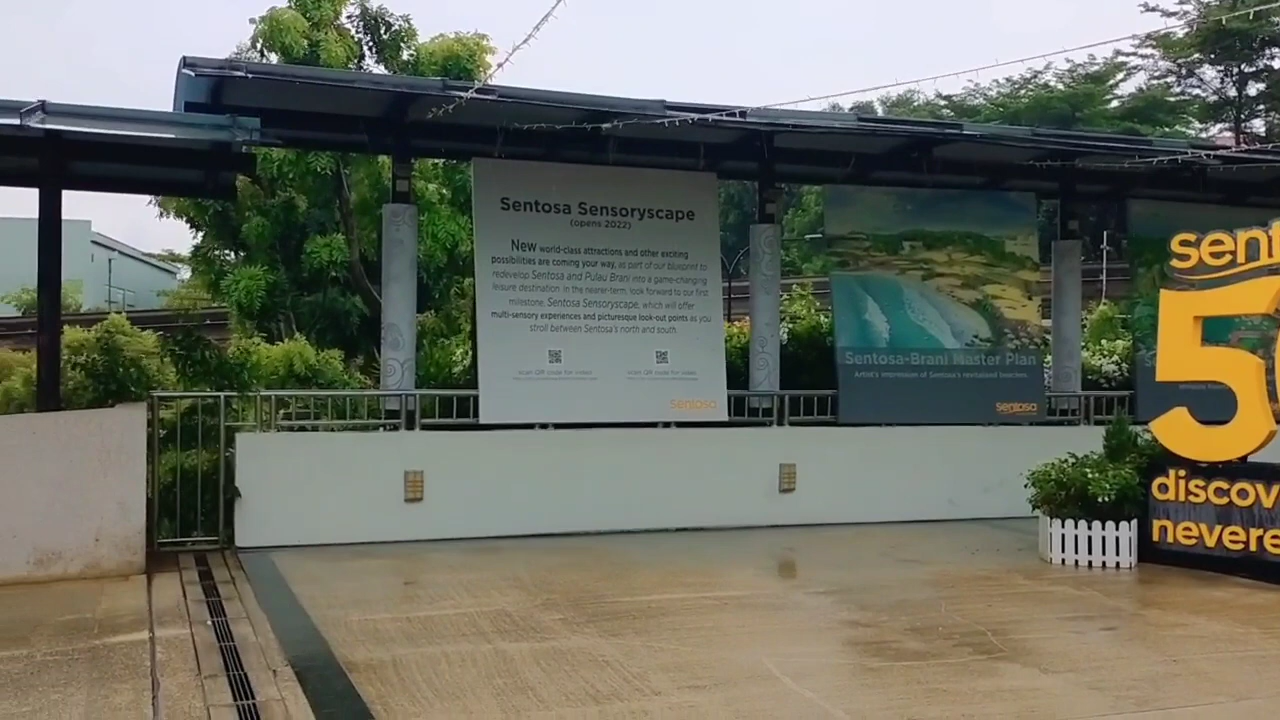 Sentosa Sensoryscape
(opens 2022)
New world-class attractions and other exciting
possibilities are coming your way, as part of our blueprint to
redevelop Sentosa and Pulau Brani into a game-changing
leisure destination. In the nearer-term, look forward to our first
milestone, Sentosa Sensoryscape, which will offer
multi-sensory experiences and picturesque look-out points as you
stroll between Sentosa's north and south.
scan QR code for video
scan QR code for video
sentosa
Sentosa-Brani Master Plan
Artist's impression of Sentosa's revitalised beaches.
sentosa
sent
5
discov
nevere